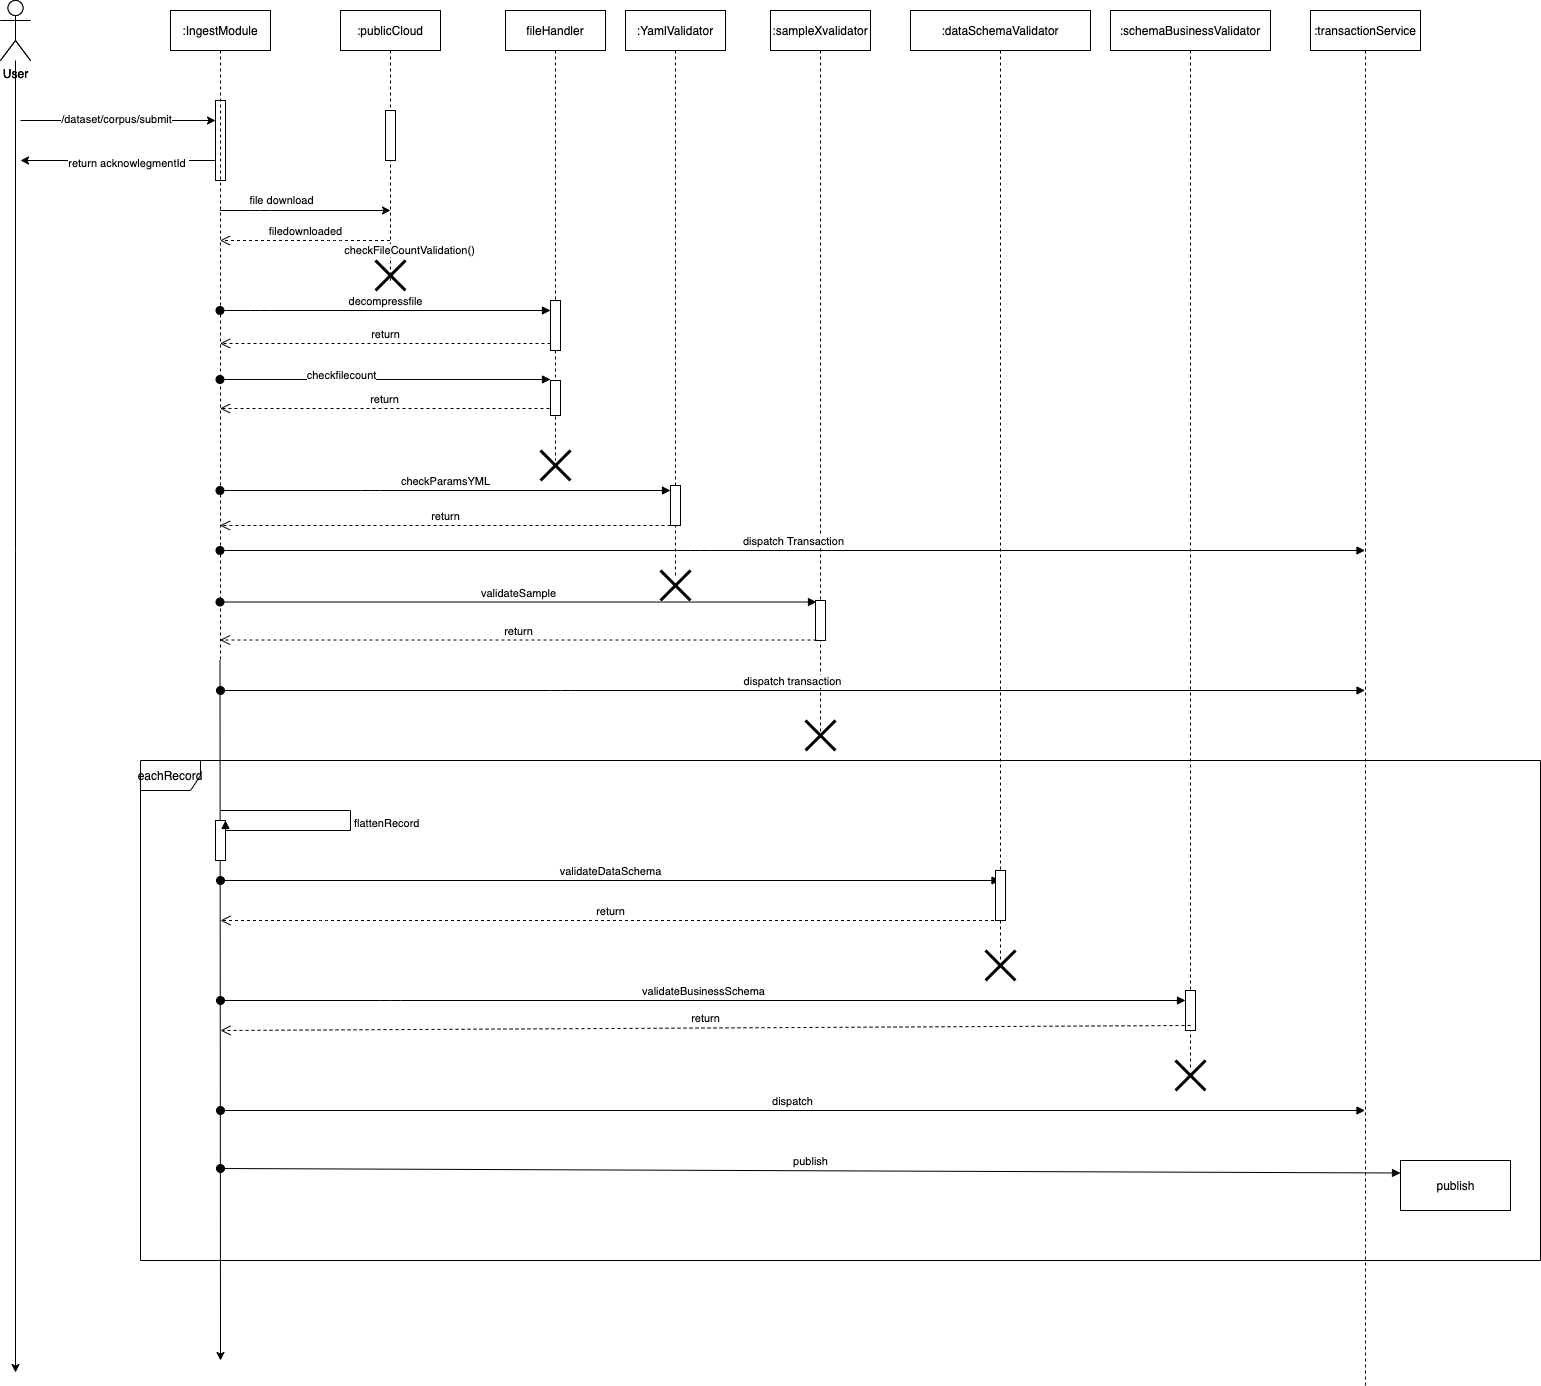 :IngestModule
:publicCloud
fileHandler
:YamlValidator
:sampleXvalidator
:dataSchemaValidator
:schemaBusinessValidator
:transactionService
User
/dataset/corpus/submit
return acknowlegmentId
file download
filedownloaded
checkFileCountValidation()
decompressfile
return
checkfilecount
return
checkParamsYML
return
dispatch Transaction
validateSample
return
dispatch transaction
eachRecord
flattenRecord
validateDataSchema
return
validateBusinessSchema
return
dispatch
publish
publish